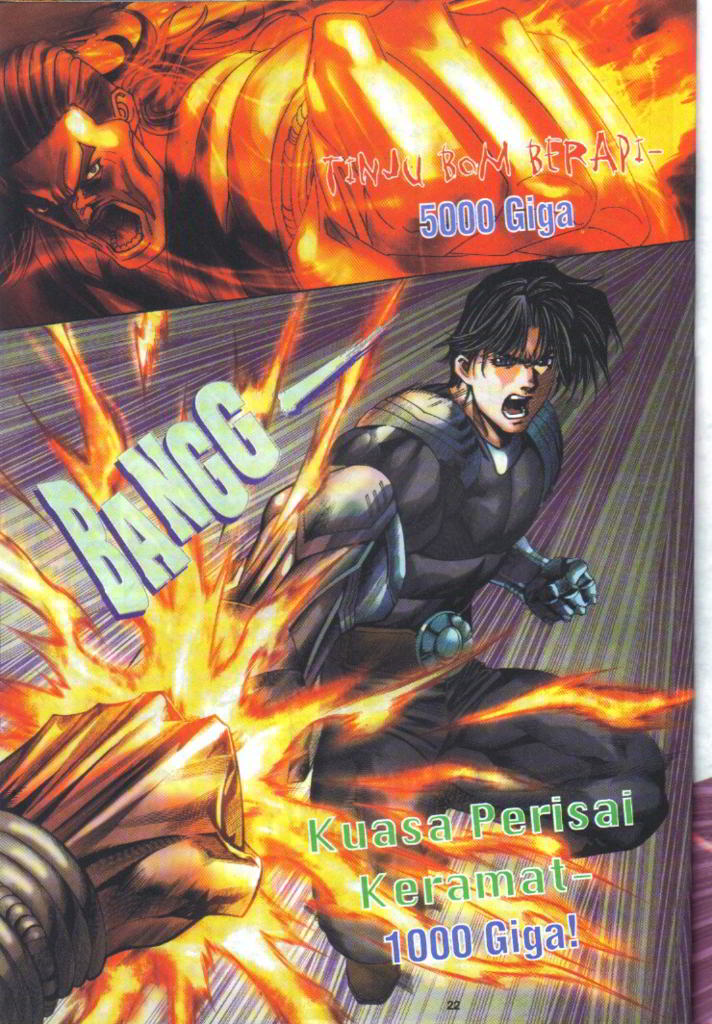 TINJU BOM BERAPI-
5000 Giga
BANGG-
Kuasa Perisai
Keramat-
1000 Giga!
22